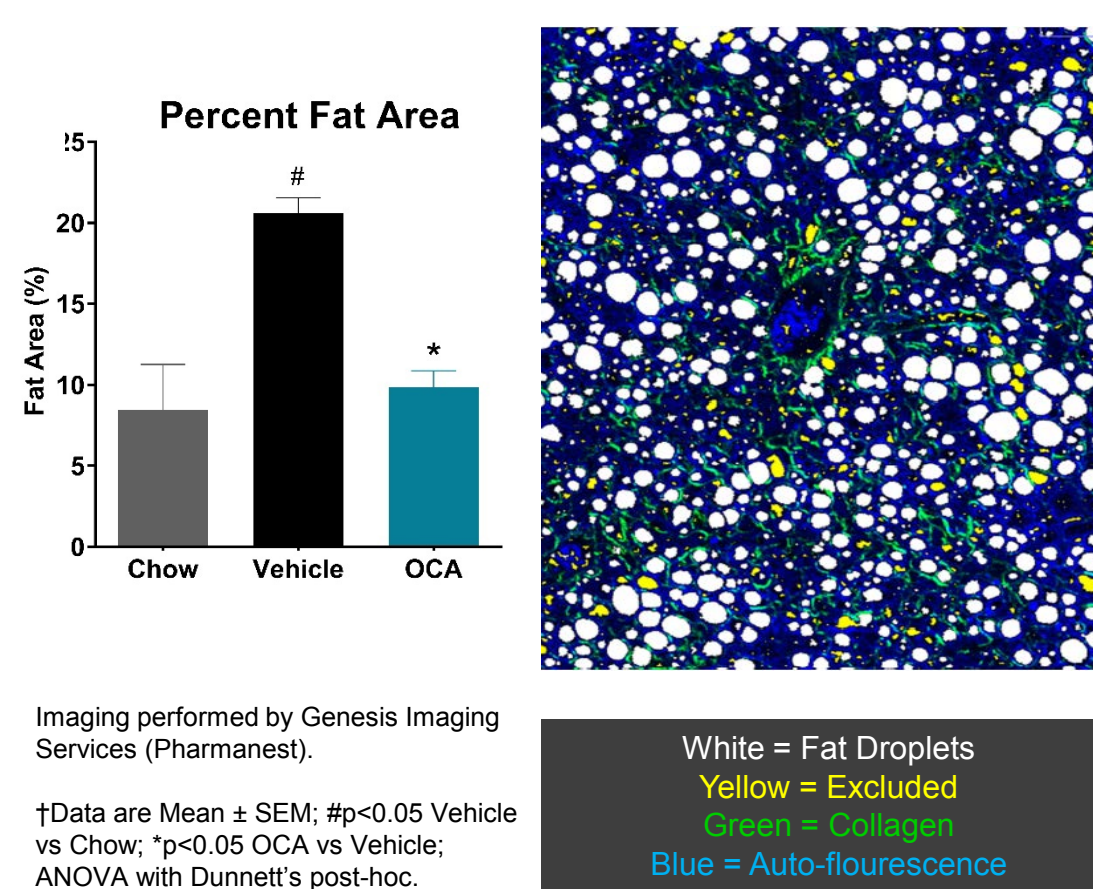 Percent Fat Area
Fat Area (%)
25
20
15
10
5
0
#
*
Chow
Vehicle
OCA
Imaging performed by Genesis Imaging
Services (Pharmanest).
†Data are Mean ± SEM; #p<0.05 Vehicle
vs Chow; *p<0.05 OCA vs Vehicle;
ANOVA with Dunnett's post-hoc.
White = Fat Droplets
Yellow = Excluded
Green = Collagen
Blue = Auto-flourescence